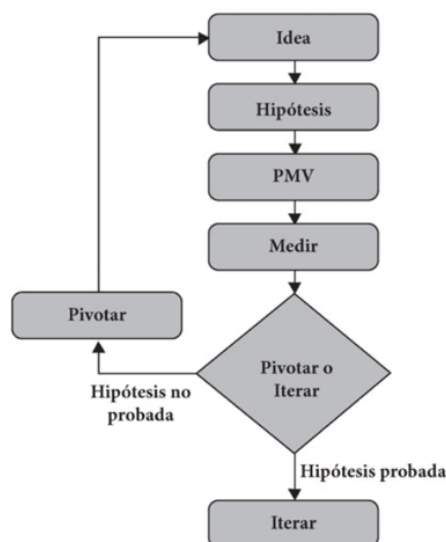 Idea
Hipótesis
PMV
Medir
Pivotar
Pivotar o
Iterar
Hipótesis no
probada
Hipótesis probada
Iterar